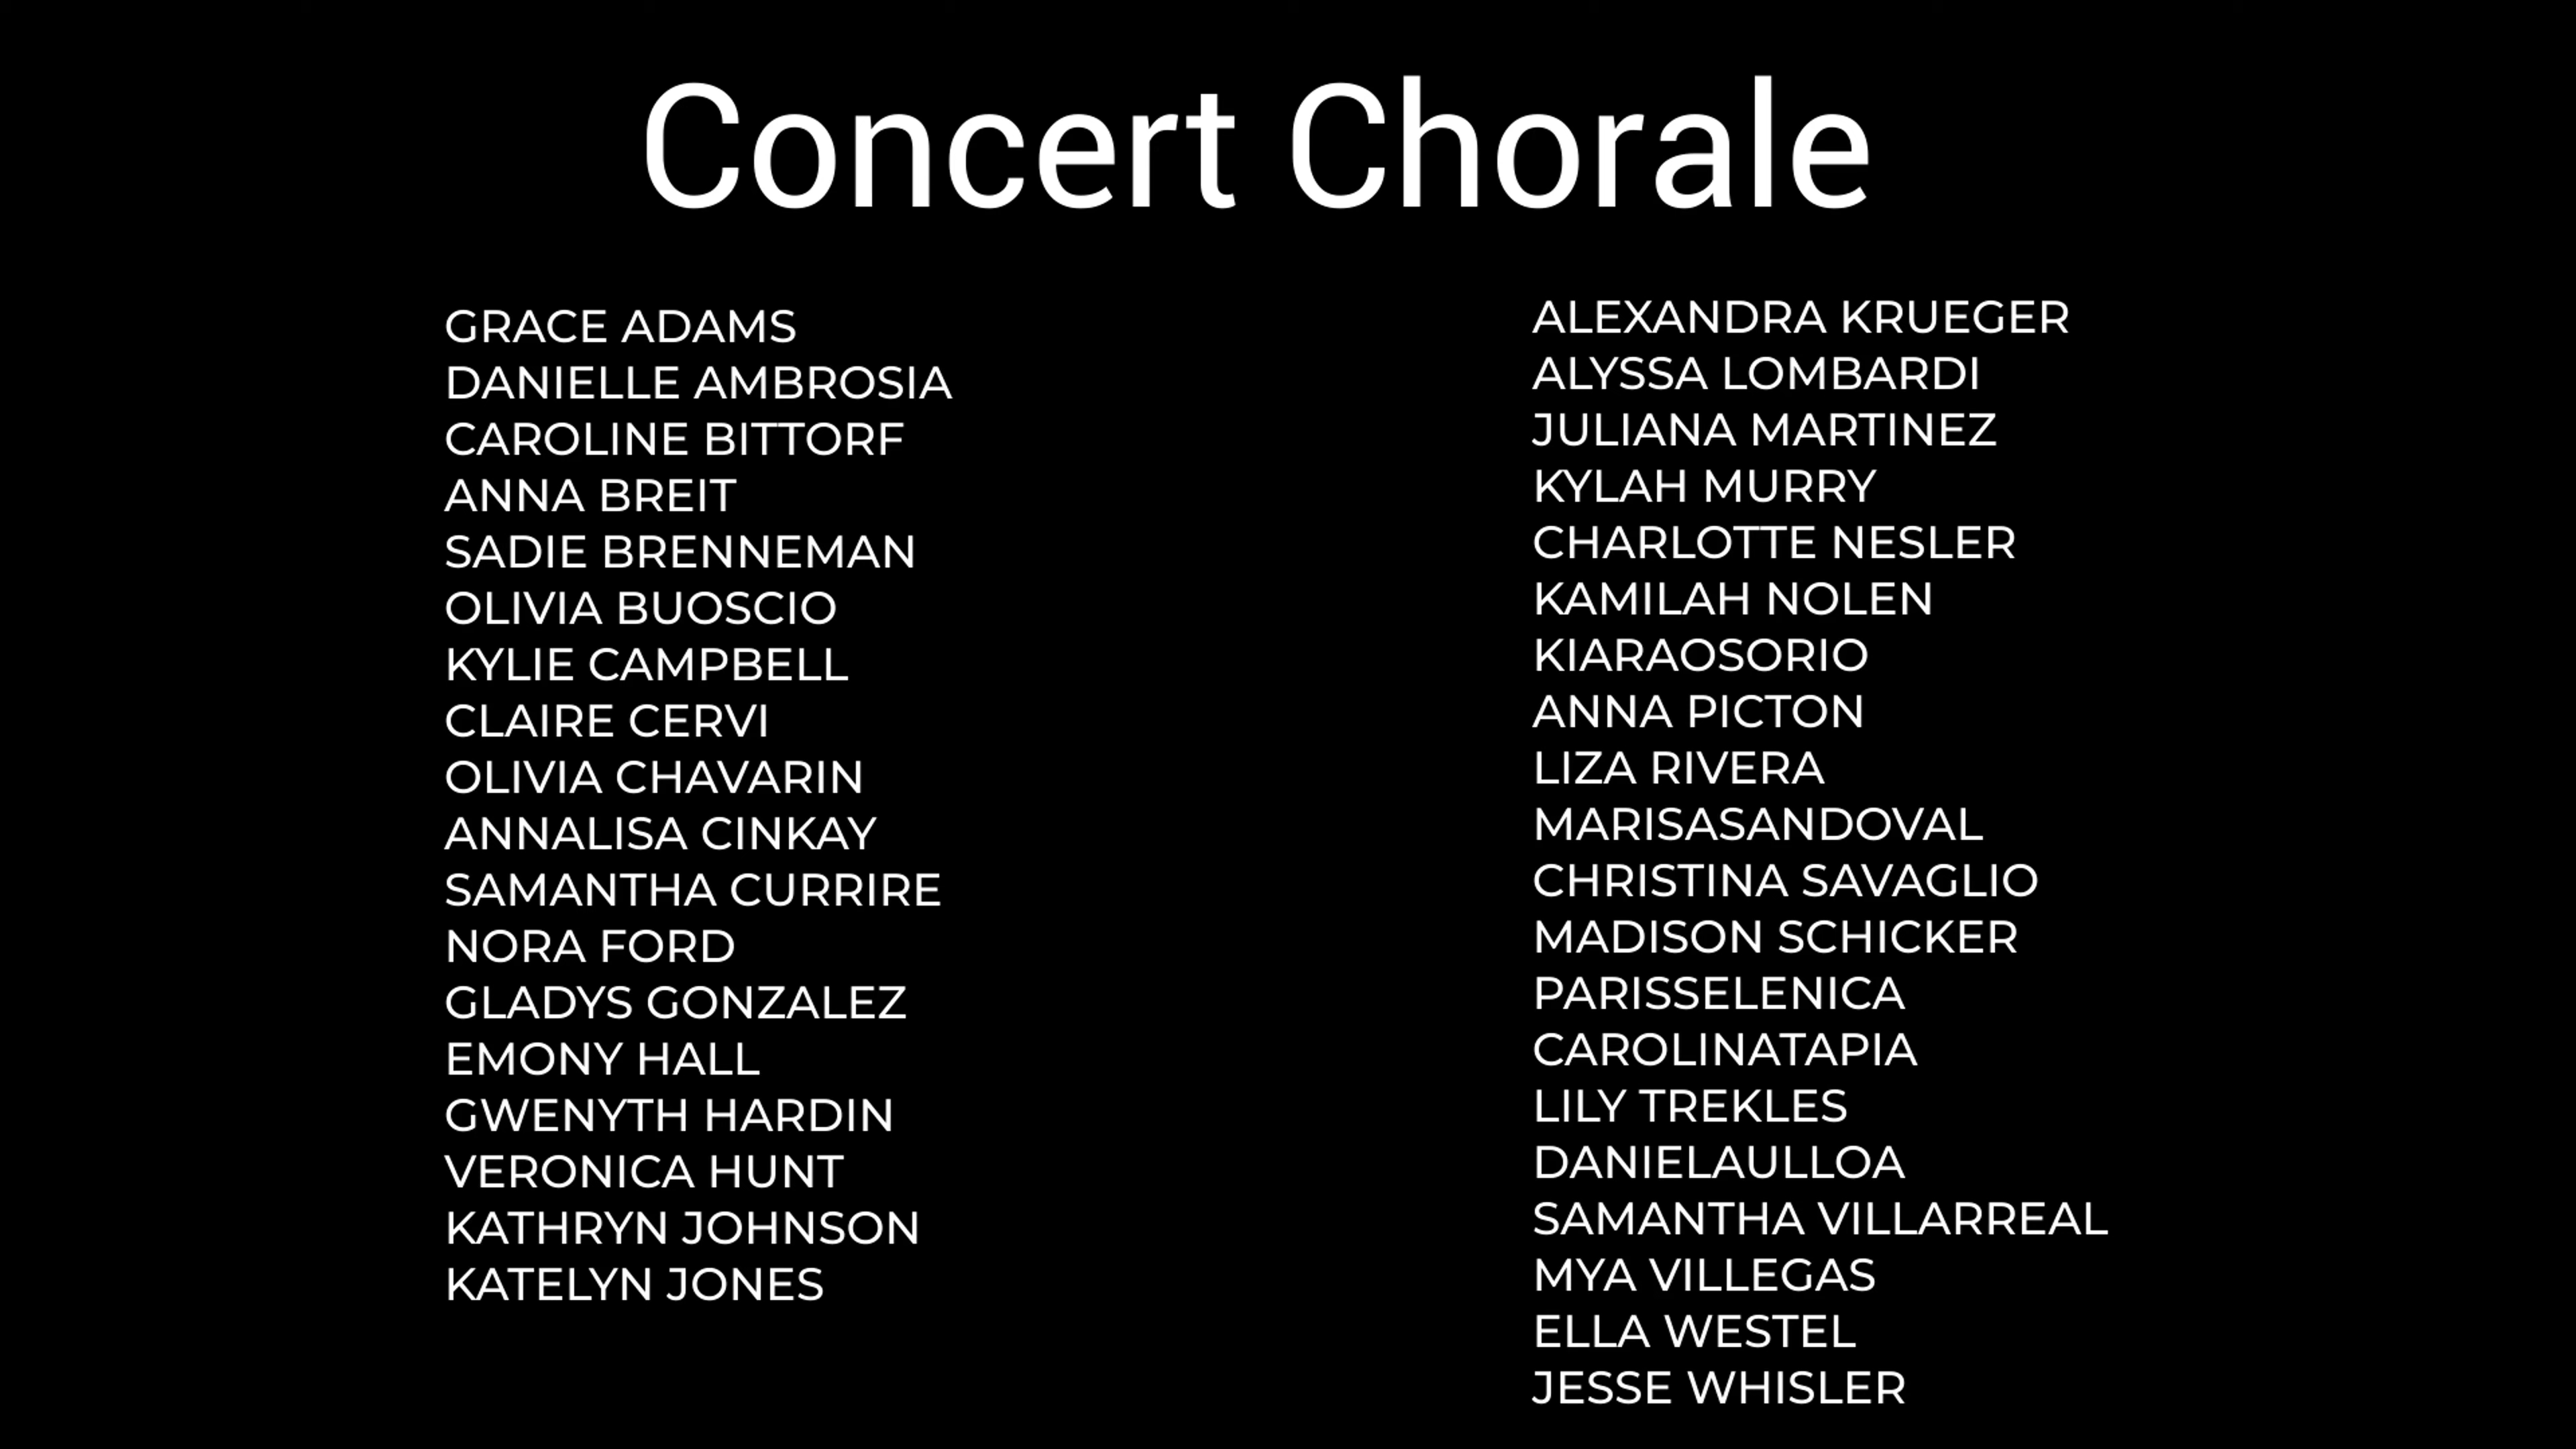 Concert Chorale
GRACE ADAMS
DANIELLE AMBROSIA
CAROLINE BITTORF
ANNA BREIT
SADIE BRENNEMAN
OLIVIA BUOSCIO
KYLIE CAMPBELL
CLAIRE CERVI
OLIVIA CHAVARIN
ANNALISA CINKAY
SAMANTHA CURRIRE
NORA FORD
GLADYS GONZALEZ
EMONY HALL
GWENYTH HARDIN
VERONICA HUNT
KATHRYN JOHNSON
KATELYN JONES
ALEXANDRA KRUEGER
ALYSSA LOMBARDI
JULIANA MARTINEZ
KYLAH MURRY
CHARLOTTE NESLER
KAMILAH NOLEN
KIARAOSORIO
ANNA PICTON
LIZA RIVERA
MARISASANDOVAL
CHRISTINA SAVAGLIO
MADISON SCHICKER
PARISSELENICA
CAROLINATAPIA
LILY TREKLES
DANIELAULLOA
SAMANTHA VILLARREAL
MYA VILLEGAS
ELLA WESTEL
JESSE WHISLER